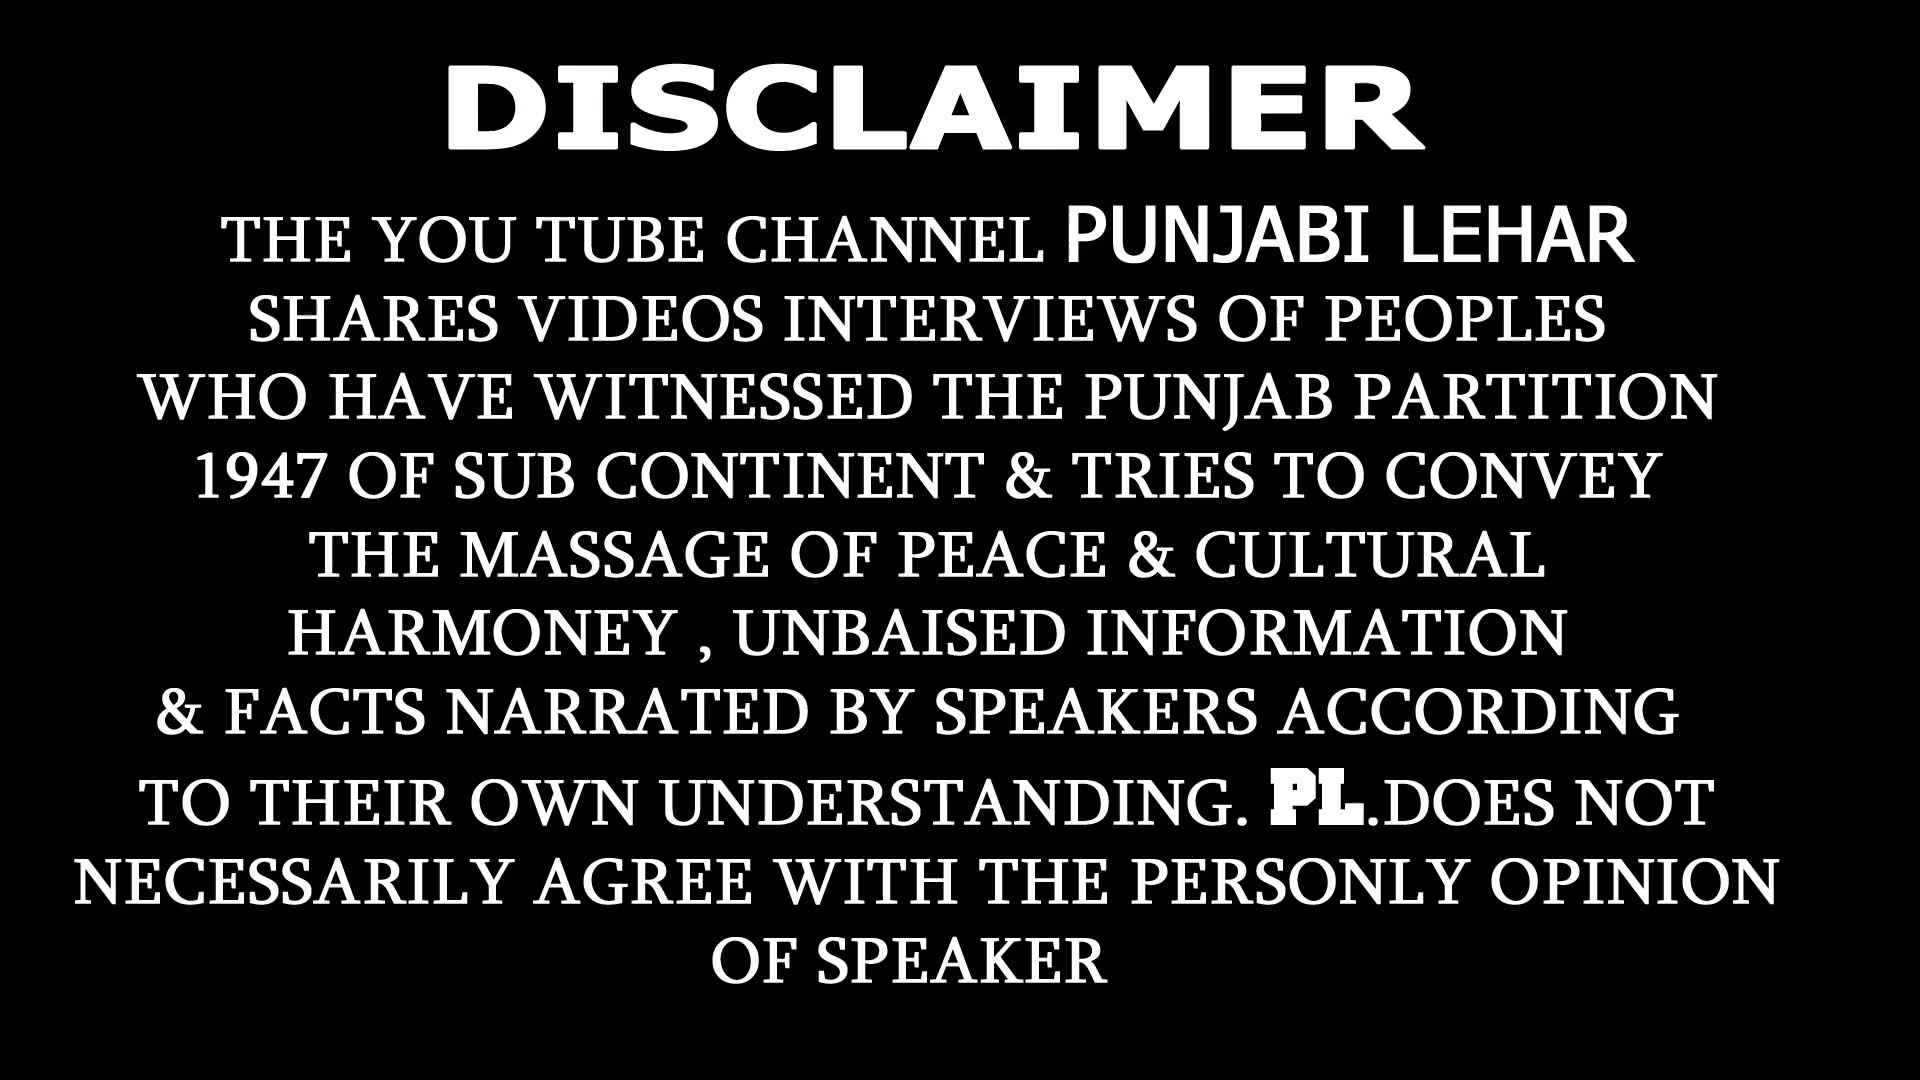 DISCLAIMER
THE YOU TUBE CHANNEL PUNJABI LEHAR
SHARES VIDEOS INTERVIEWS OF PEOPLES
WHO HAVE WITNESSED THE PUNJAB PARTITION
1947 OF SUB CONTINENT & TRIES TO CONVEY
THE MASSAGE OF PEACE & CULTURAL
HARMONEY , UNBAISED INFORMATION
& FACTS NARRATED BY SPEAKERS ACCORDING
TO THEIR OWN UNDERSTANDING. PL.DOES NOT
NECESSARILY AGREE WITH THE PERSONLY OPINION
OF SPEAKER